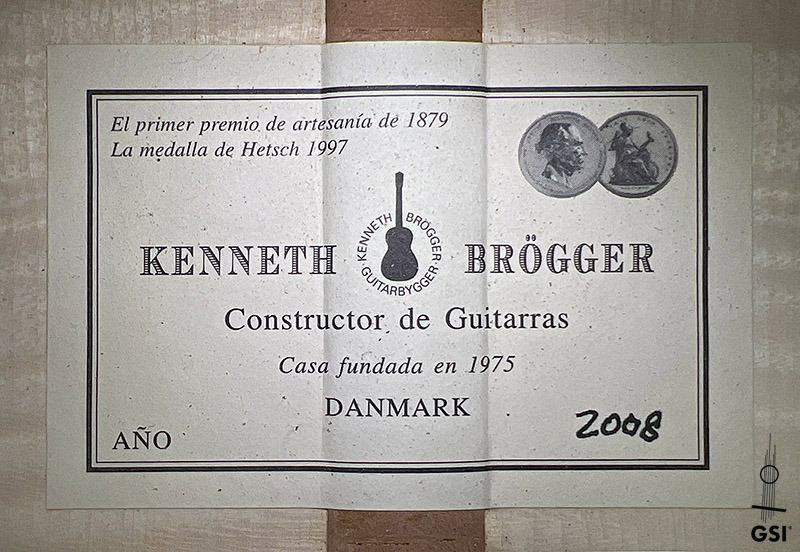 El primer premio de artesanía de 1879
La medalla de Hetsch 1997
KENNETH BRÖGGER
KENNETH BRÖGGER
GUITARBYGGER
Constructor de Guitarras
Casa fundada en 1975
DANMARK
AÑO 2008
GSI®